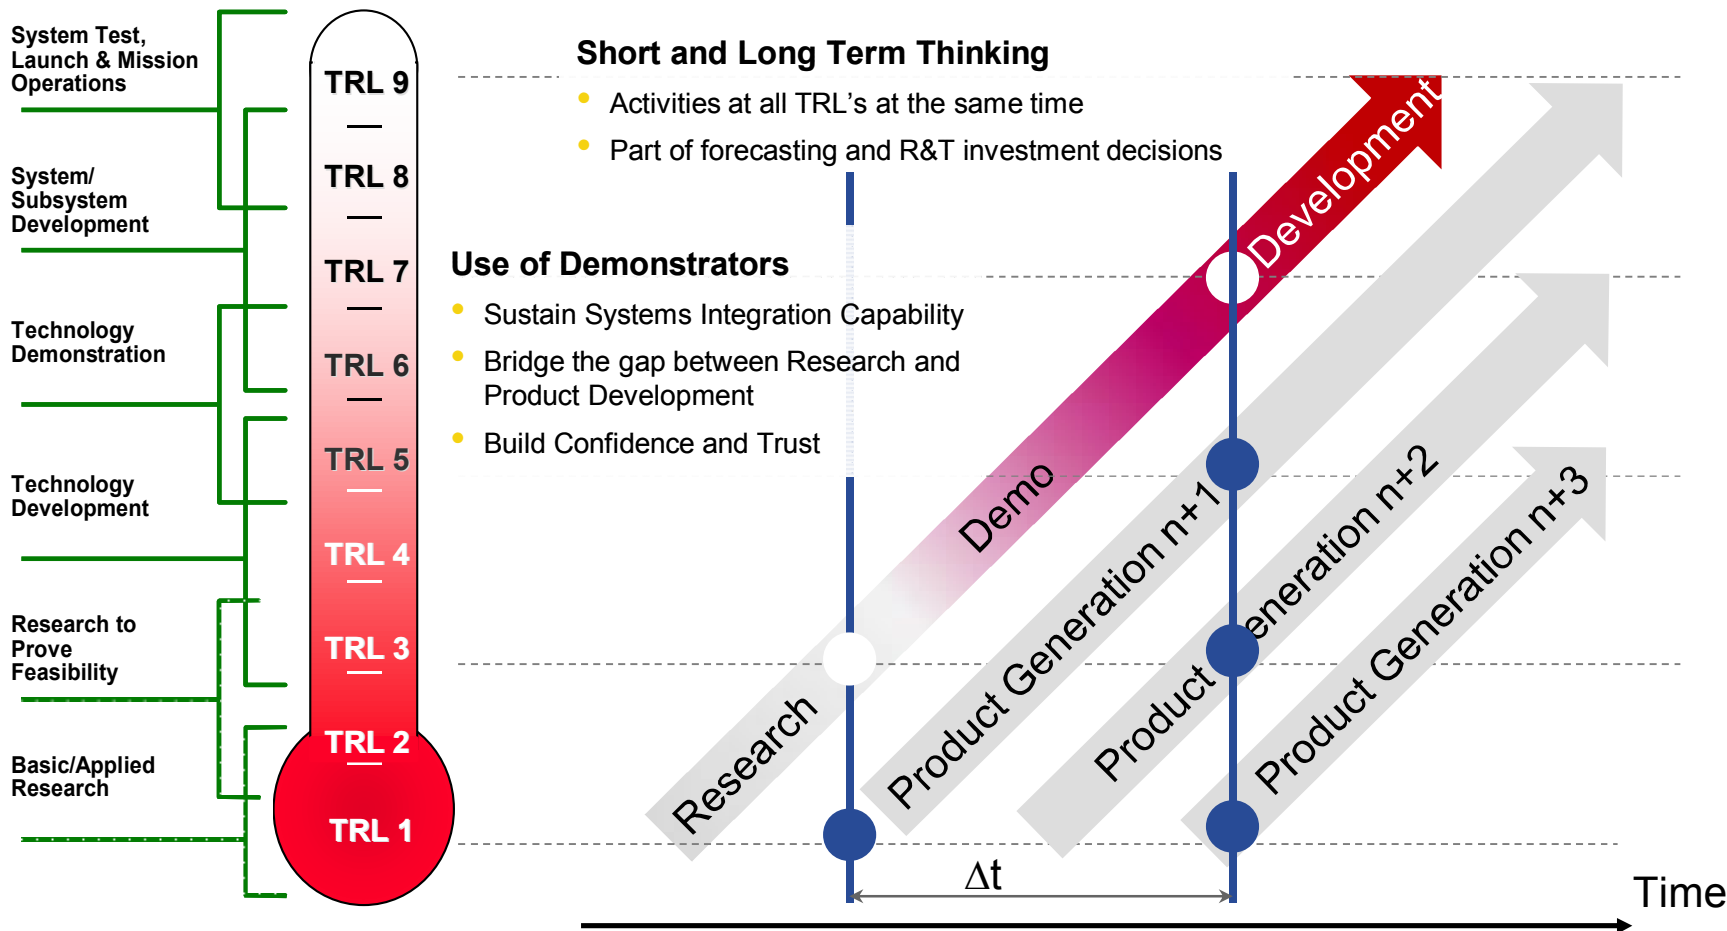 System Test,
Launch & Mission
Operations
System/
Subsystem
Development
Technology
Demonstration
Technology
Development
Research to
Prove
Feasibility
Basic/Applied
Research
TRL 9
TRL 8
TRL 7
TRL 6
TRL 5
TRL 4
TRL 3
TRL 2
TRL 1
Short and Long Term Thinking
• Activities at all TRL's at the same time
• Part of forecasting and R&T investment decisions
Use of Demonstrators
• Sustain Systems Integration Capability
• Bridge the gap between Research and
Product Development
• Build Confidence and Trust
Research
Demo
Development
Product Generation n+1
Product Generation n+2
Product Generation n+3
Δt
Time